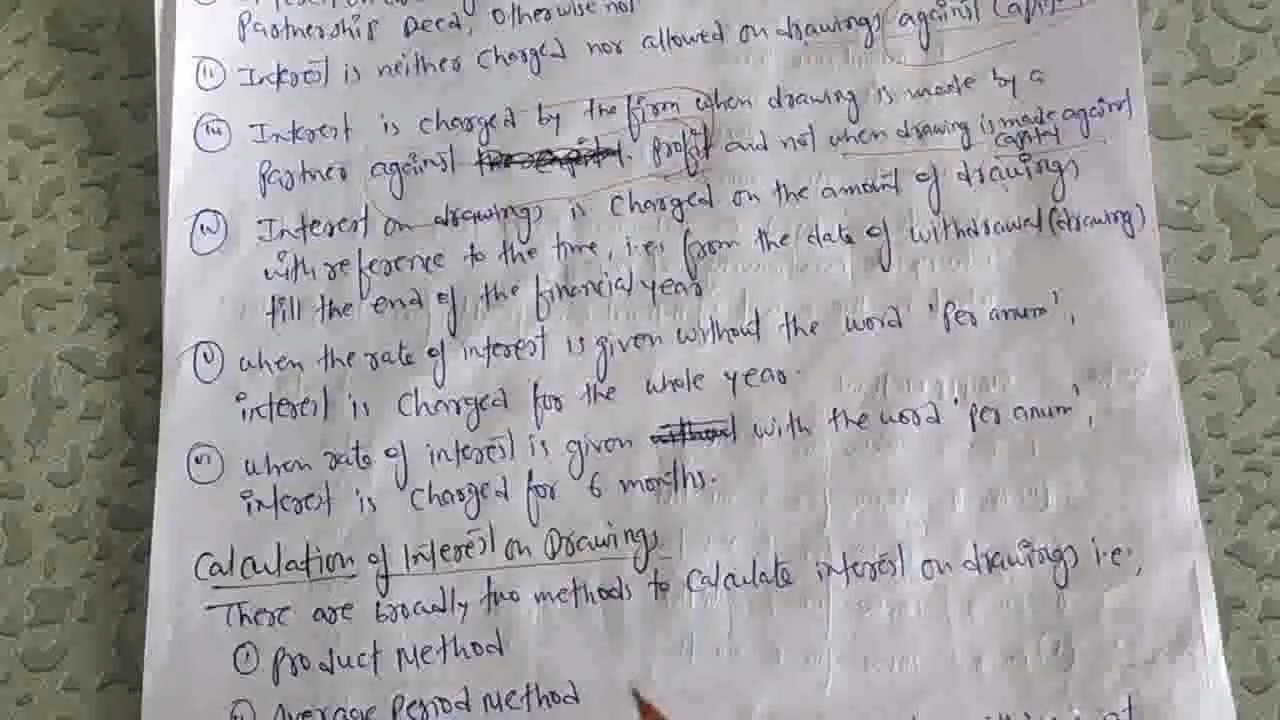 Partnership Deed, Otherwise not
(ii) Interest is neither charged nor allowed on drawings against Capital
(iii) Interest is charged by the firm when drawing is made by a
Partner against profit and not when drawing is made against
capital
(iv) Interest on drawings is charged on the amount of drawings
with reference to the time, i.e. from the date of withdrawal (drawing)
till the end of the financial year
(v) when the rate of interest is given without the word 'Per anum',
interest is charged for the whole year.
(vi) when rate of interest is given with the word 'per anum',
interest is charged for 6 months.
Calculation of Interest on Drawings
There are broadly two methods to calculate interest on drawings i.e.,
(i) Product Method
(ii) Average Period Method